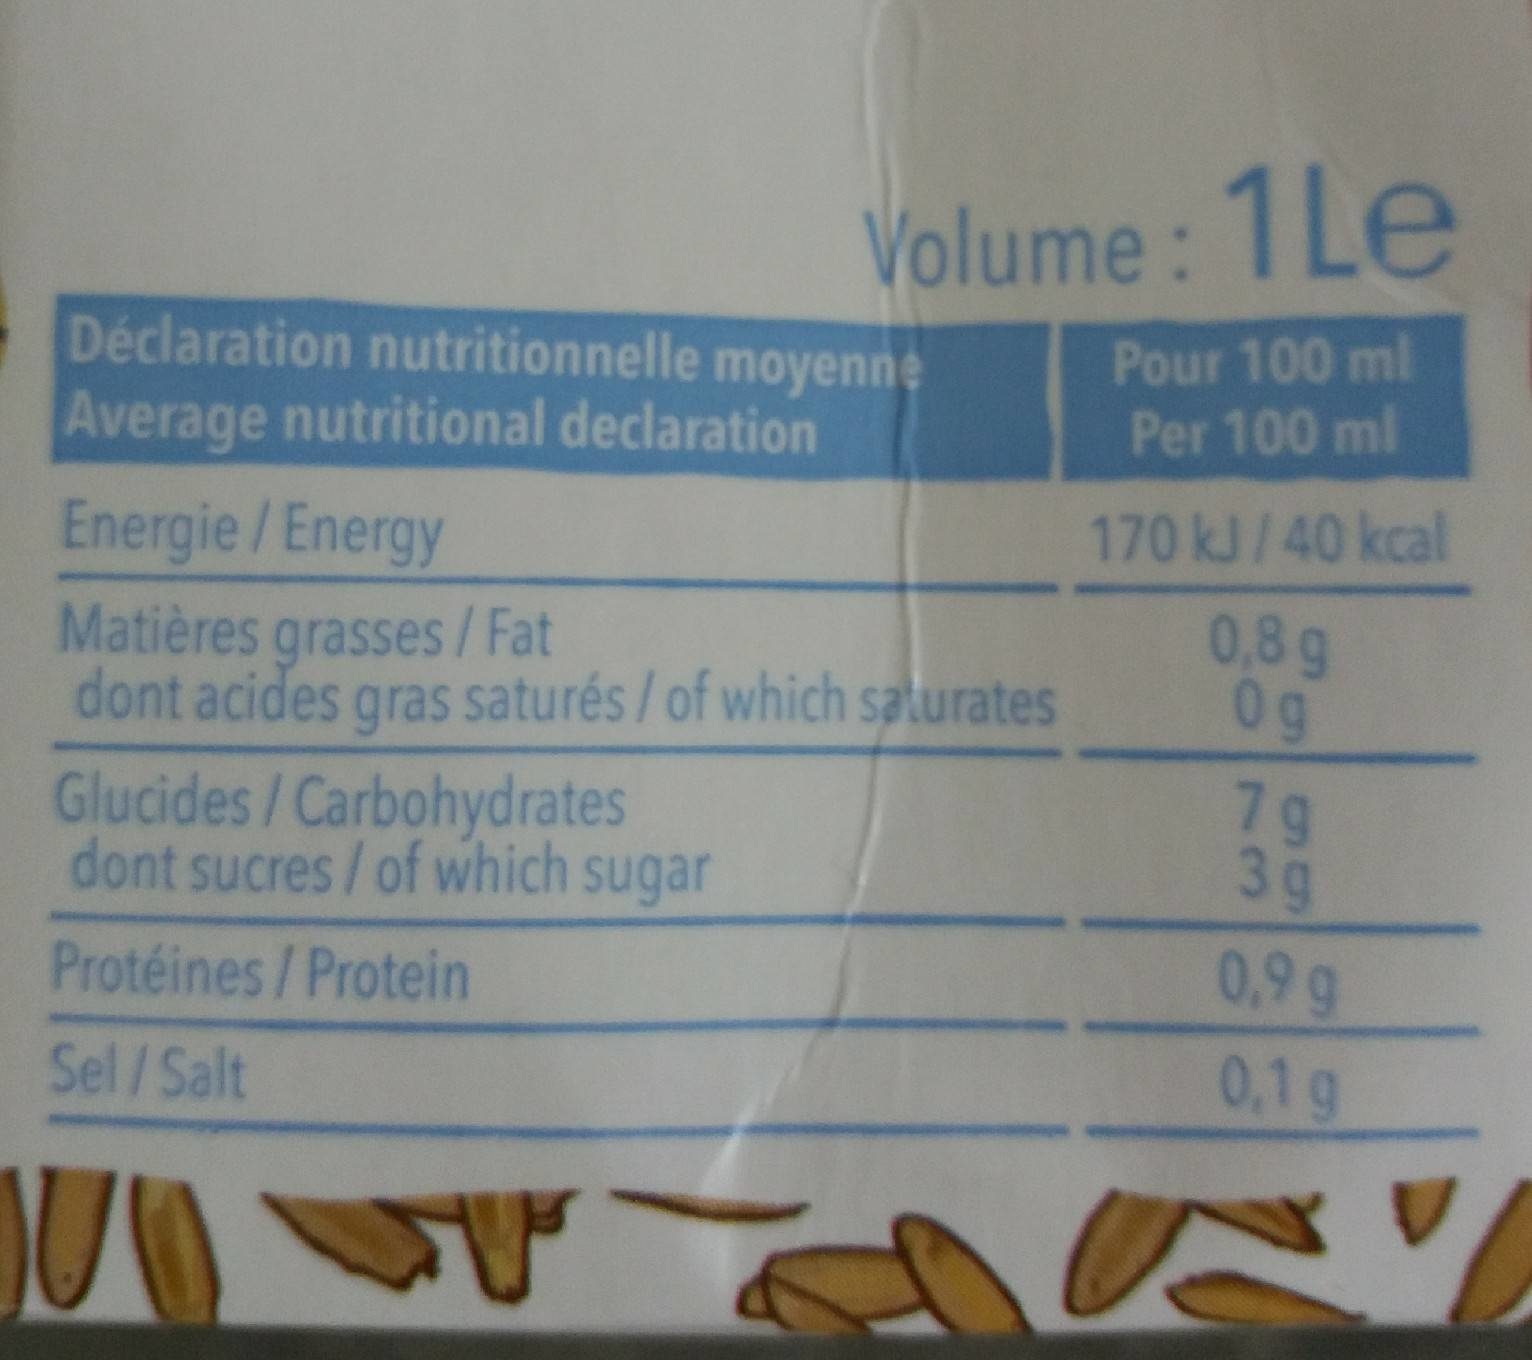 Volume : 1Le
Déclaration nutritionnelle moyenne
Average nutritional declaration
Pour 100 ml
Per 100 ml
Energie / Energy 170 kJ / 40 kcal
Matières grasses / Fat 0,8 g
dont acides gras saturés / of which saturates 0 g
Glucides / Carbohydrates 7 g
dont sucres / of which sugar 3 g
Protéines / Protein 0,9 g
Sel / Salt 0,1 g